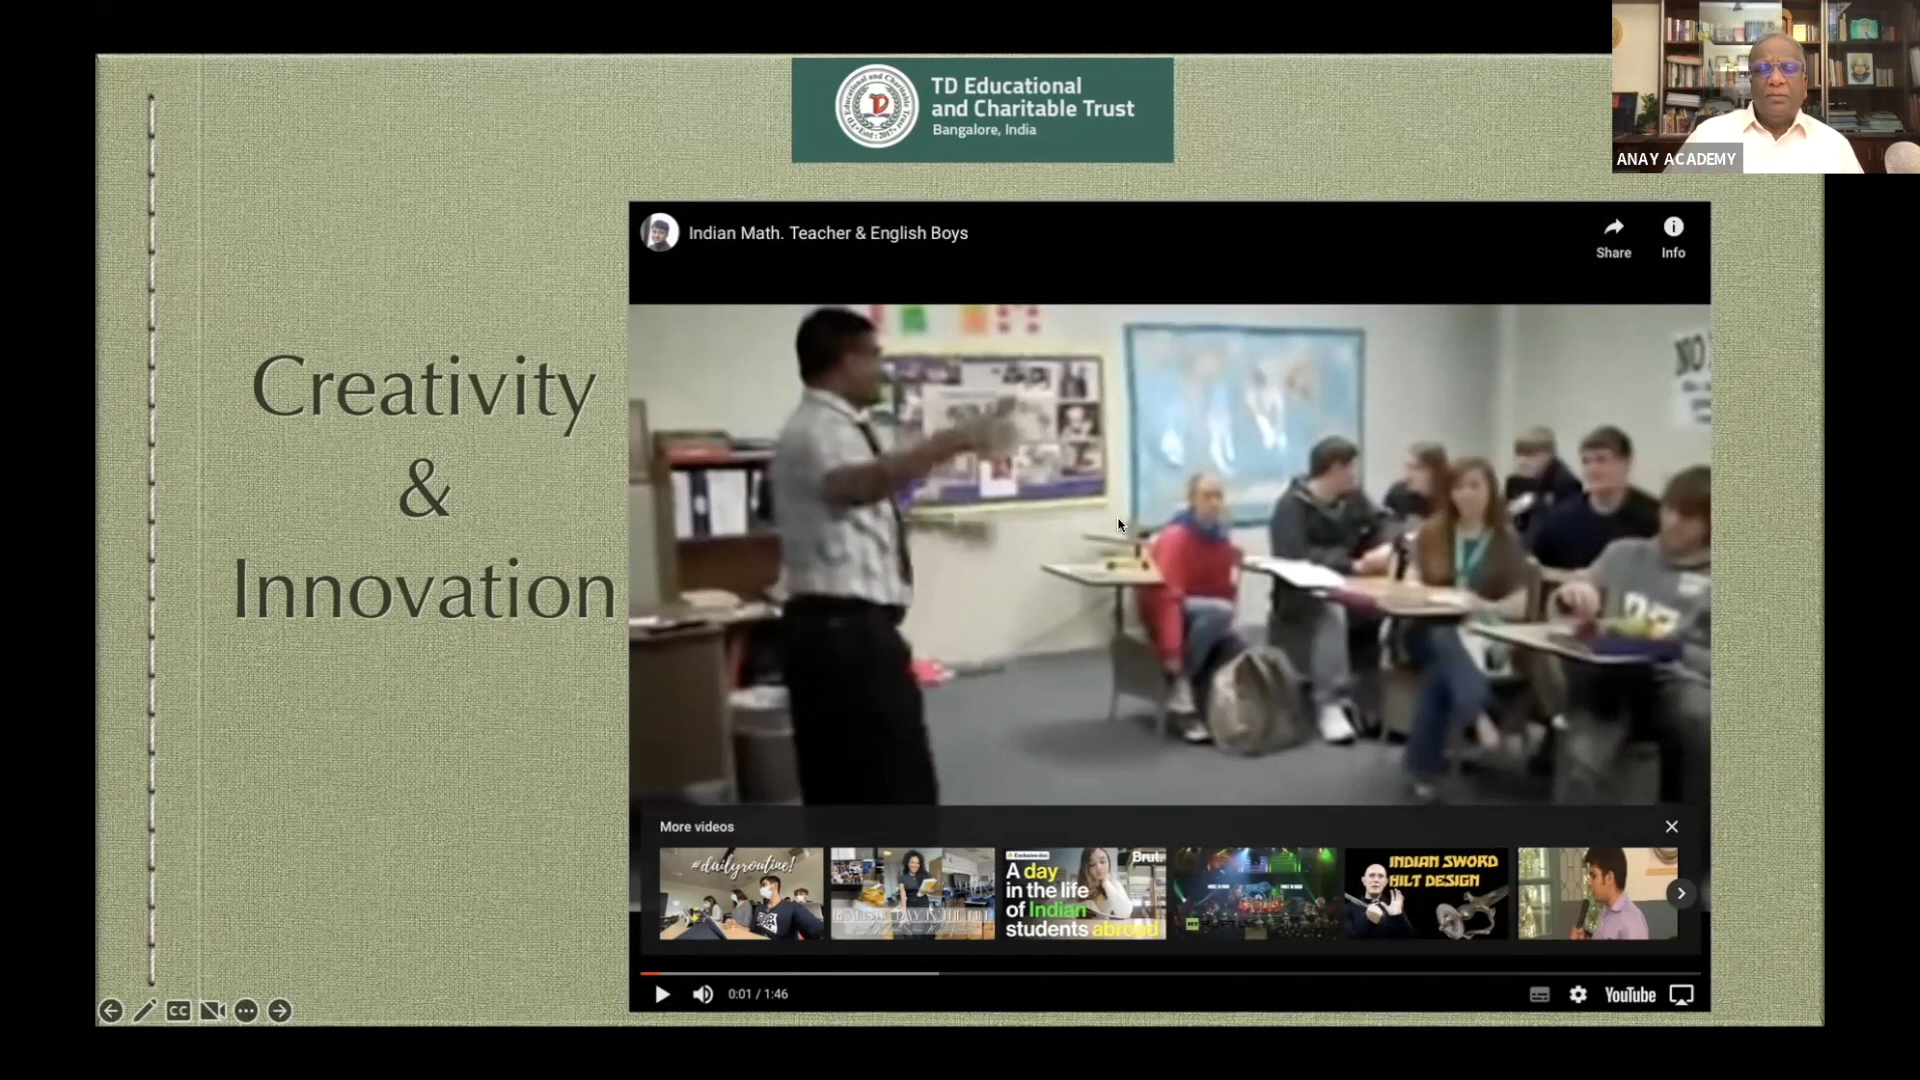 TD Educational
and Charitable Trust
Bangalore, India
ANAY ACADEMY
Indian Math. Teacher & English Boys
Share
Info
Creativity
&
Innovation
NO
More videos
#dailyroutine!
A day
in the life
of Indian
students abroad
Brut.
INDIAN SWORD
HILT DESIGN
0:01 / 1:46
YouTube
CC